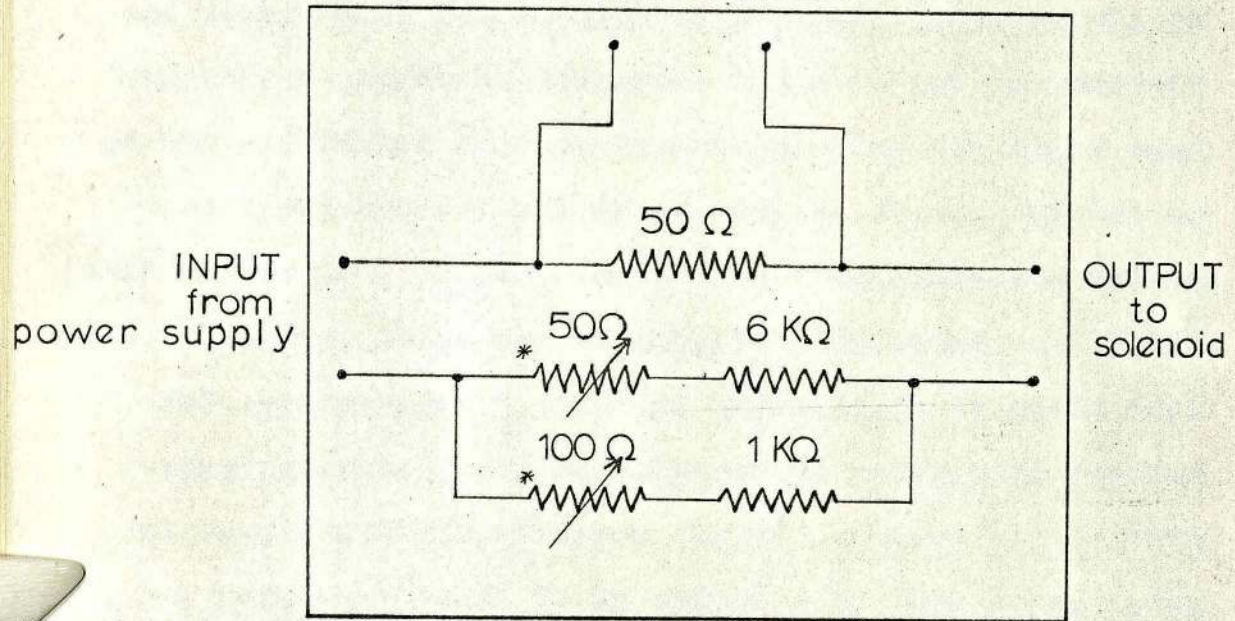 50 Ω
INPUT
from
power supply
OUTPUT
to
solenoid
* 50Ω
6 KΩ
* 100 Ω
1 KΩ